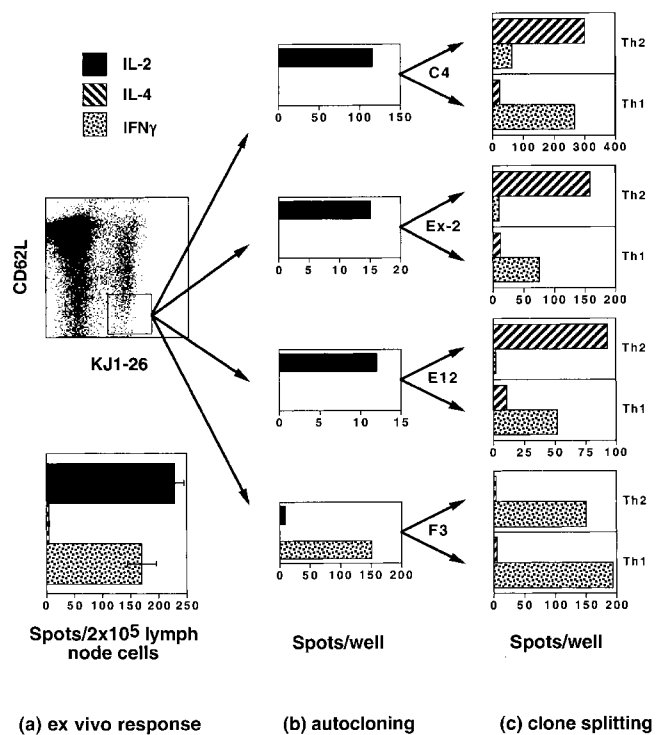 IL-2
IL-4
IFNγ
CD62L
KJ1-26
0 50 100 150 200 250
Spots/2x10⁵ lymph
node cells
(a) ex vivo response
0 50 100 150
C4
0 5 10 15 20
Ex-2
0 5 10 15
E12
0 50 100 150 200
F3
Spots/well
(b) autocloning
Th2
Th1
0 100 200 300 400
Th2
Th1
0 50 100 150 200
Th2
Th1
0 25 50 75 100
Th2
Th1
0 50 100 150 200
Spots/well
(c) clone splitting